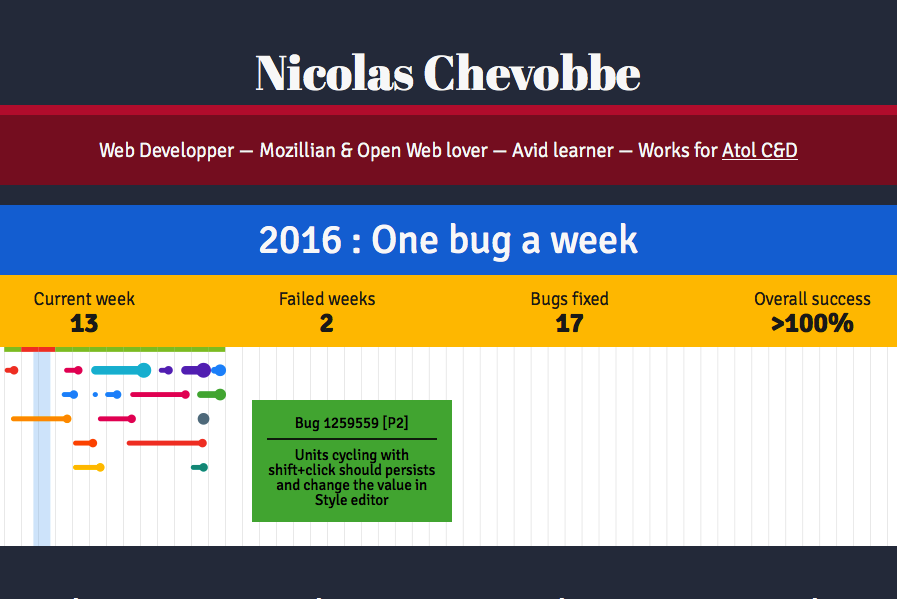 Nicolas Chevobbe
Web Developper — Mozillian & Open Web lover — Avid learner — Works for Atol C&D
2016 : One bug a week
Current week Failed weeks Bugs fixed Overall success
13 2 17 >100%
Bug 1259559 [P2]
Units cycling with
shift+click should persists
and change the value in
Style editor